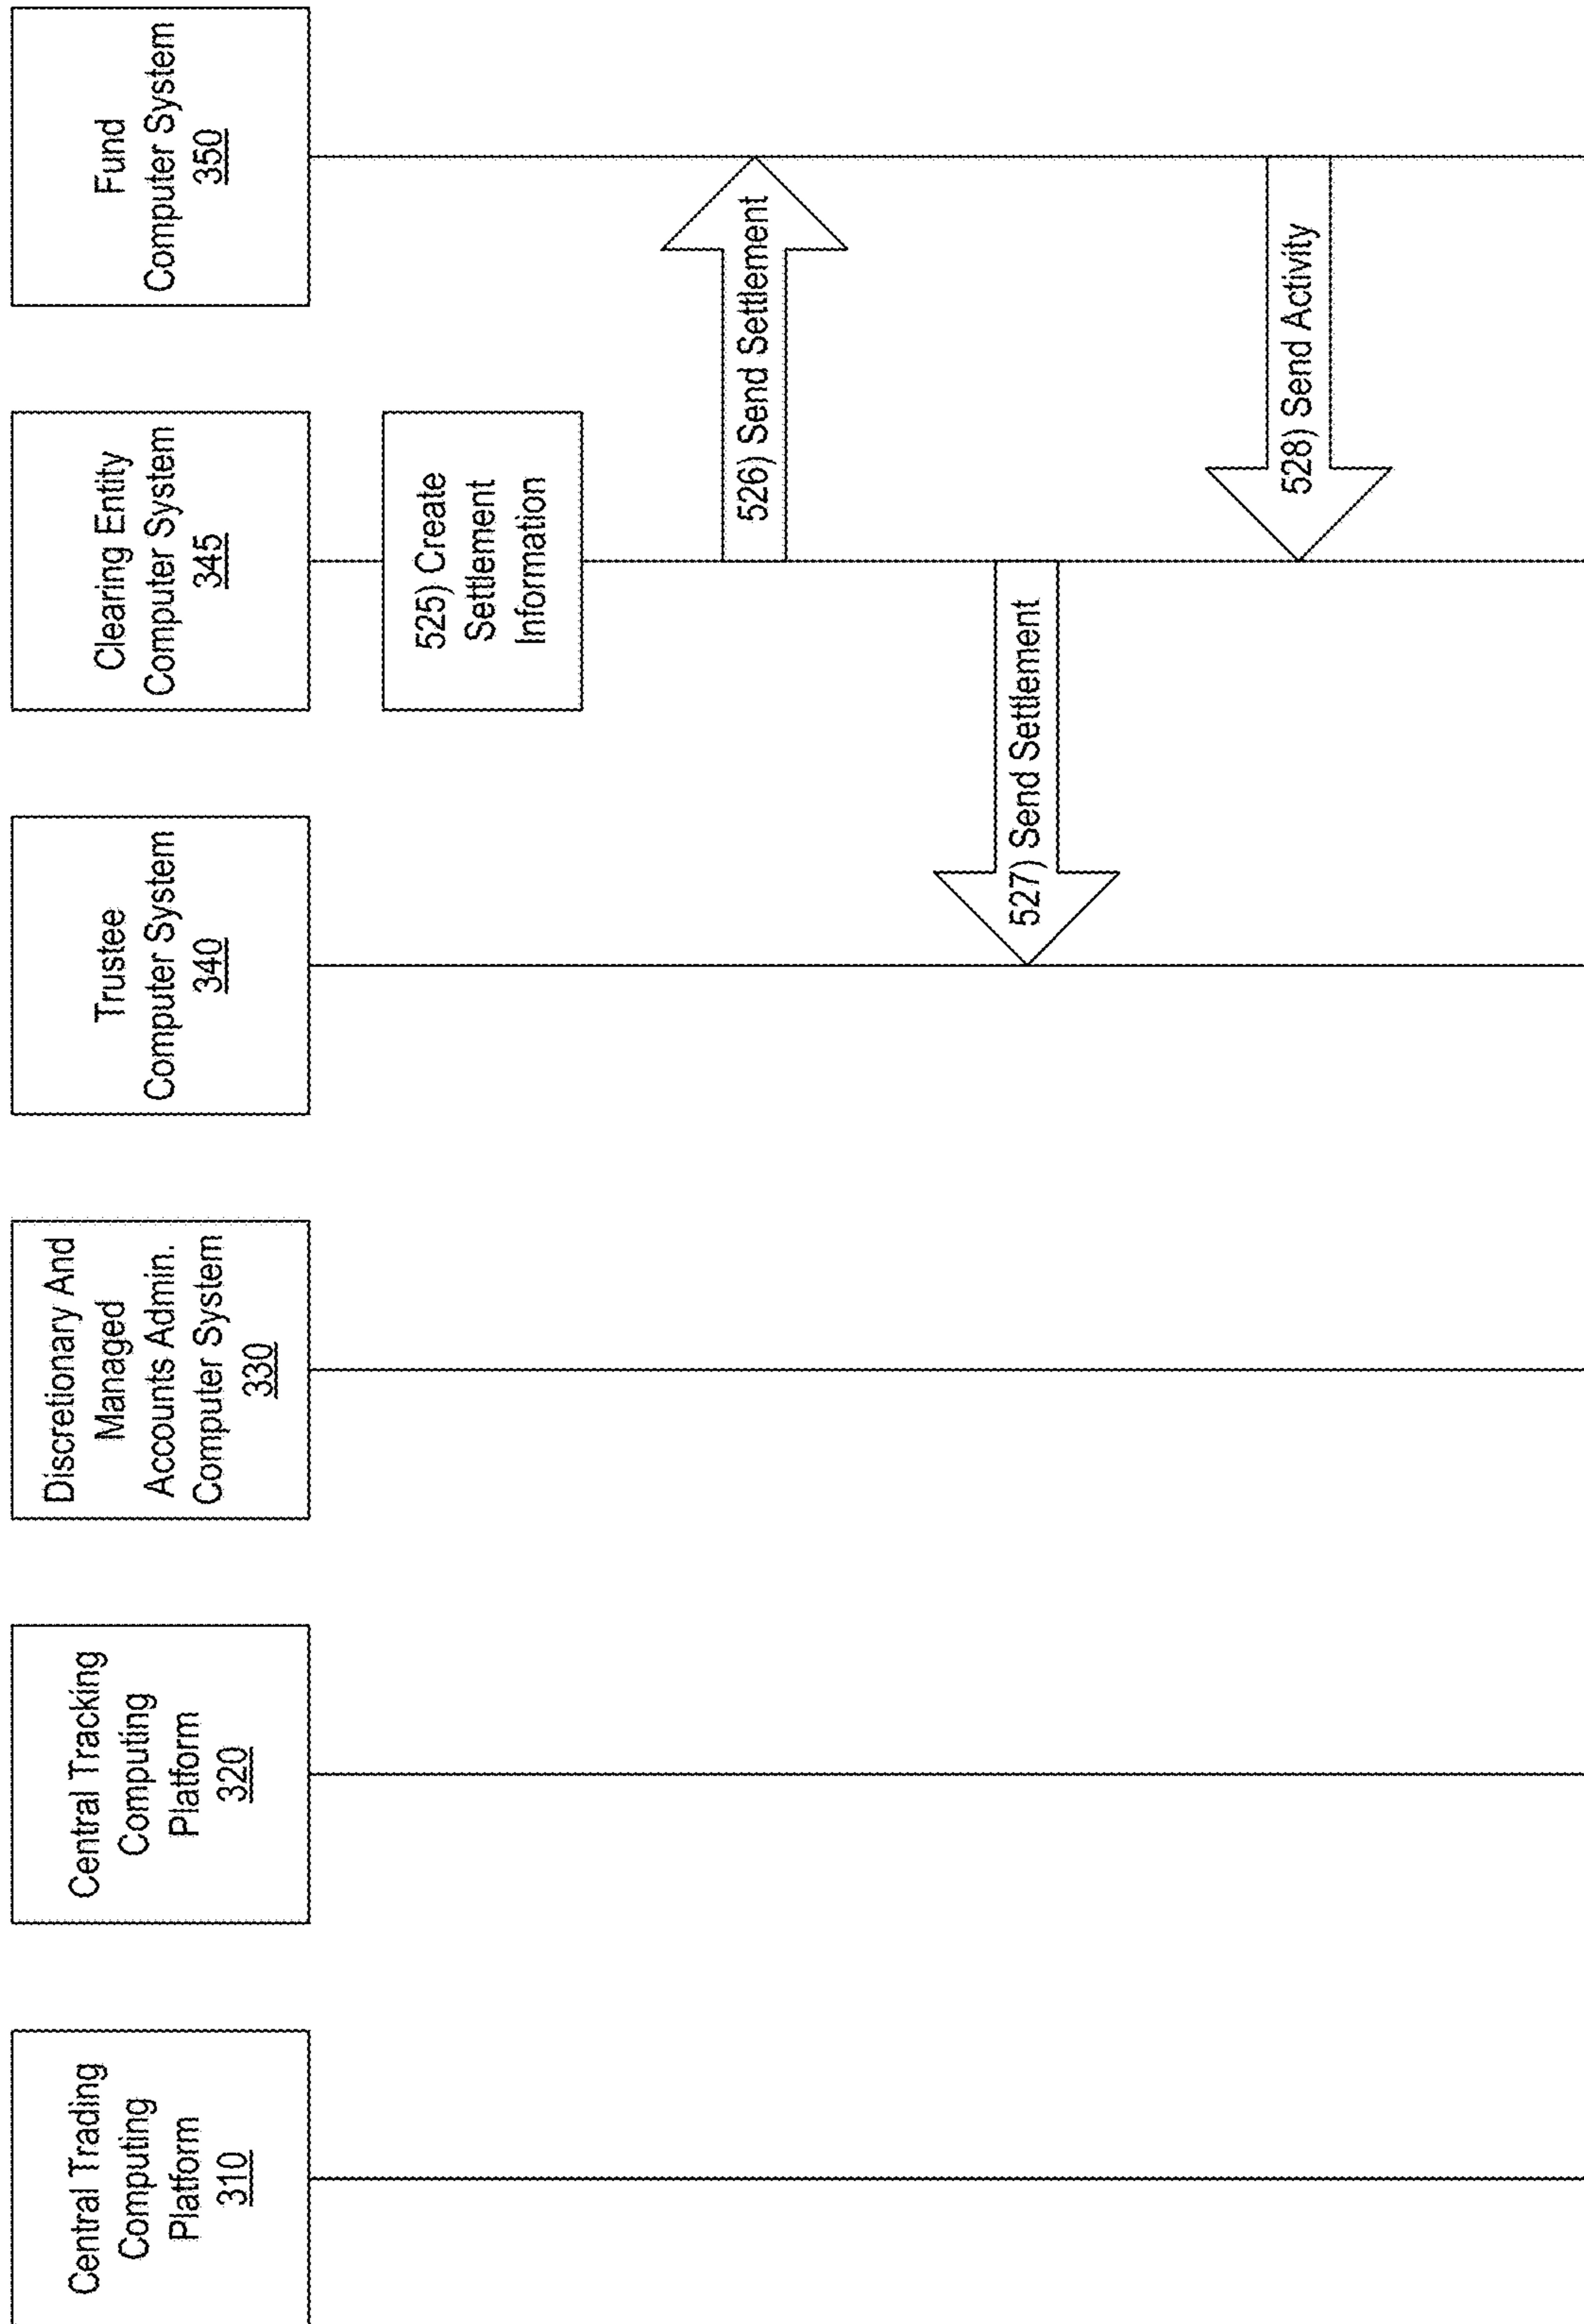 Central Trading
Computing
Platform
310
Central Tracking
Computing
Platform
320
Discretionary And
Managed
Accounts Admin.
Computer System
330
Trustee
Computer System
340
Clearing Entity
Computer System
345
Fund
Computer System
350
525) Create
Settlement
Information
526) Send Settlement
527) Send Settlement
528) Send Activity